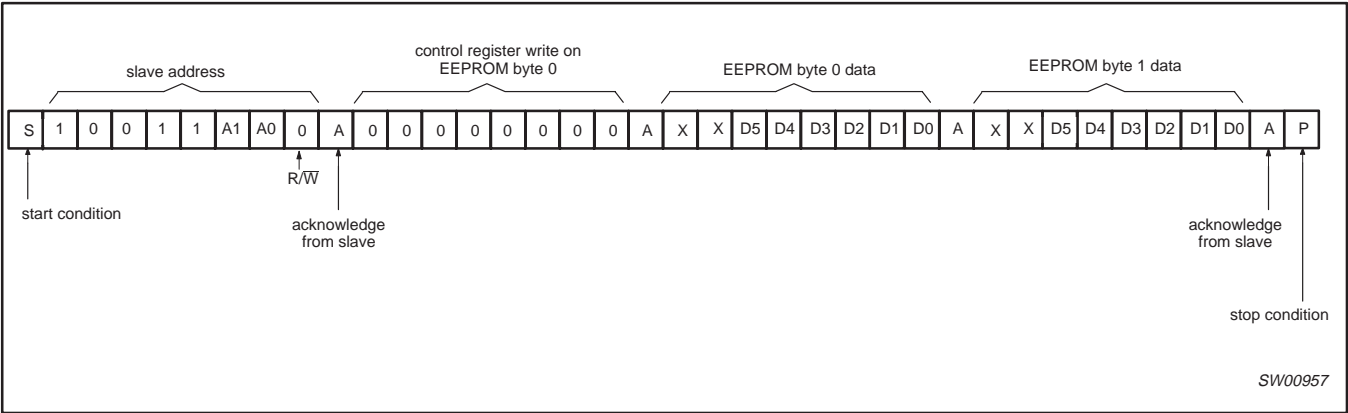 control register write on
EEPROM byte 0
slave address
EEPROM byte 0 data
EEPROM byte 1 data
S 1 0 0 1 1 A1 A0 0 A 0 0 0 0 0 0 0 0 A X X D5 D4 D3 D2 D1 D0 A X X D5 D4 D3 D2 D1 D0 A P
R/W̅
start condition
acknowledge
from slave
acknowledge
from slave
stop condition
SW00957